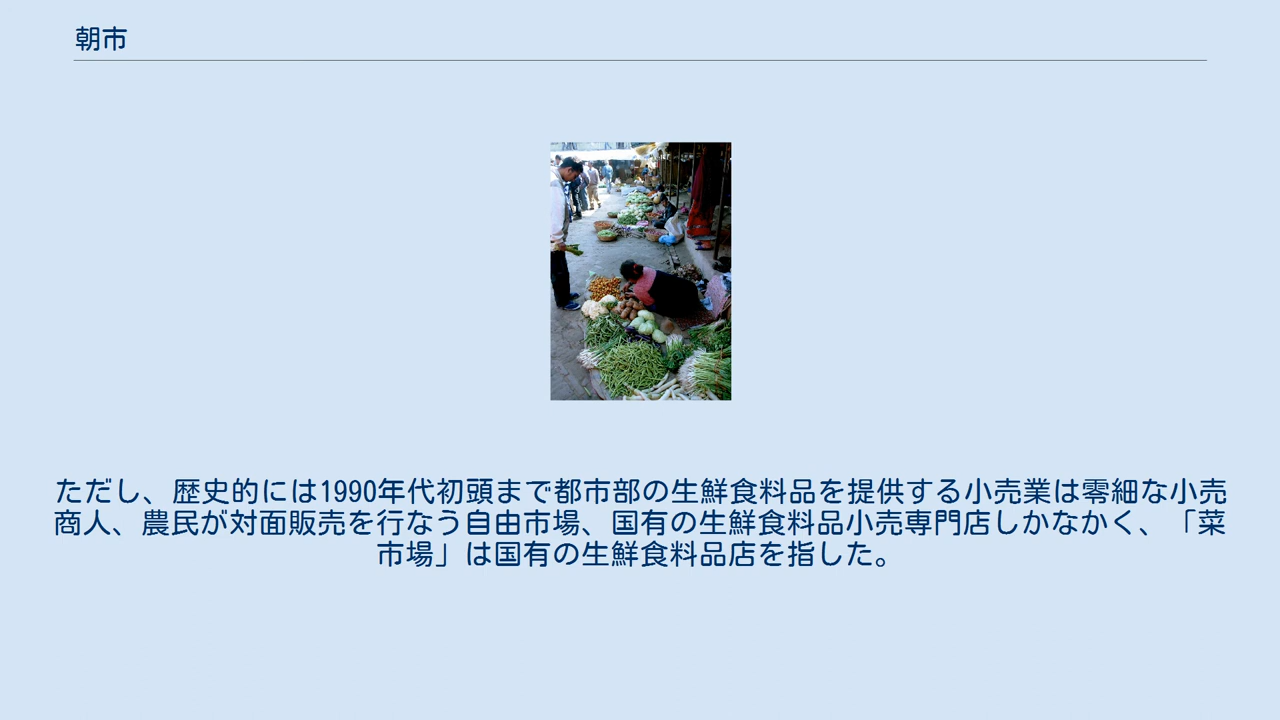 朝市
ただし、歴史的には1990年代初頭まで都市部の生鮮食料品を提供する小売業は零細な小売
商人、農民が対面販売を行なう自由市場、国有の生鮮食料品小売専門店しかなかく、「菜
市場」は国有の生鮮食料品店を指した。